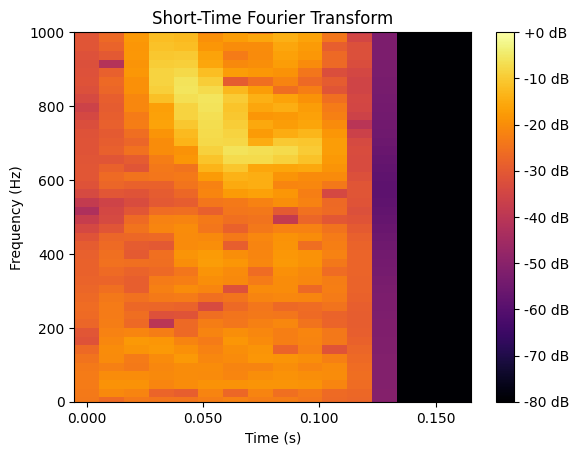 Short-Time Fourier Transform
1000
800
600
400
200
0
Frequency (Hz)
0.000
0.050
0.100
0.150
Time (s)
+0 dB
-10 dB
-20 dB
-30 dB
-40 dB
-50 dB
-60 dB
-70 dB
-80 dB